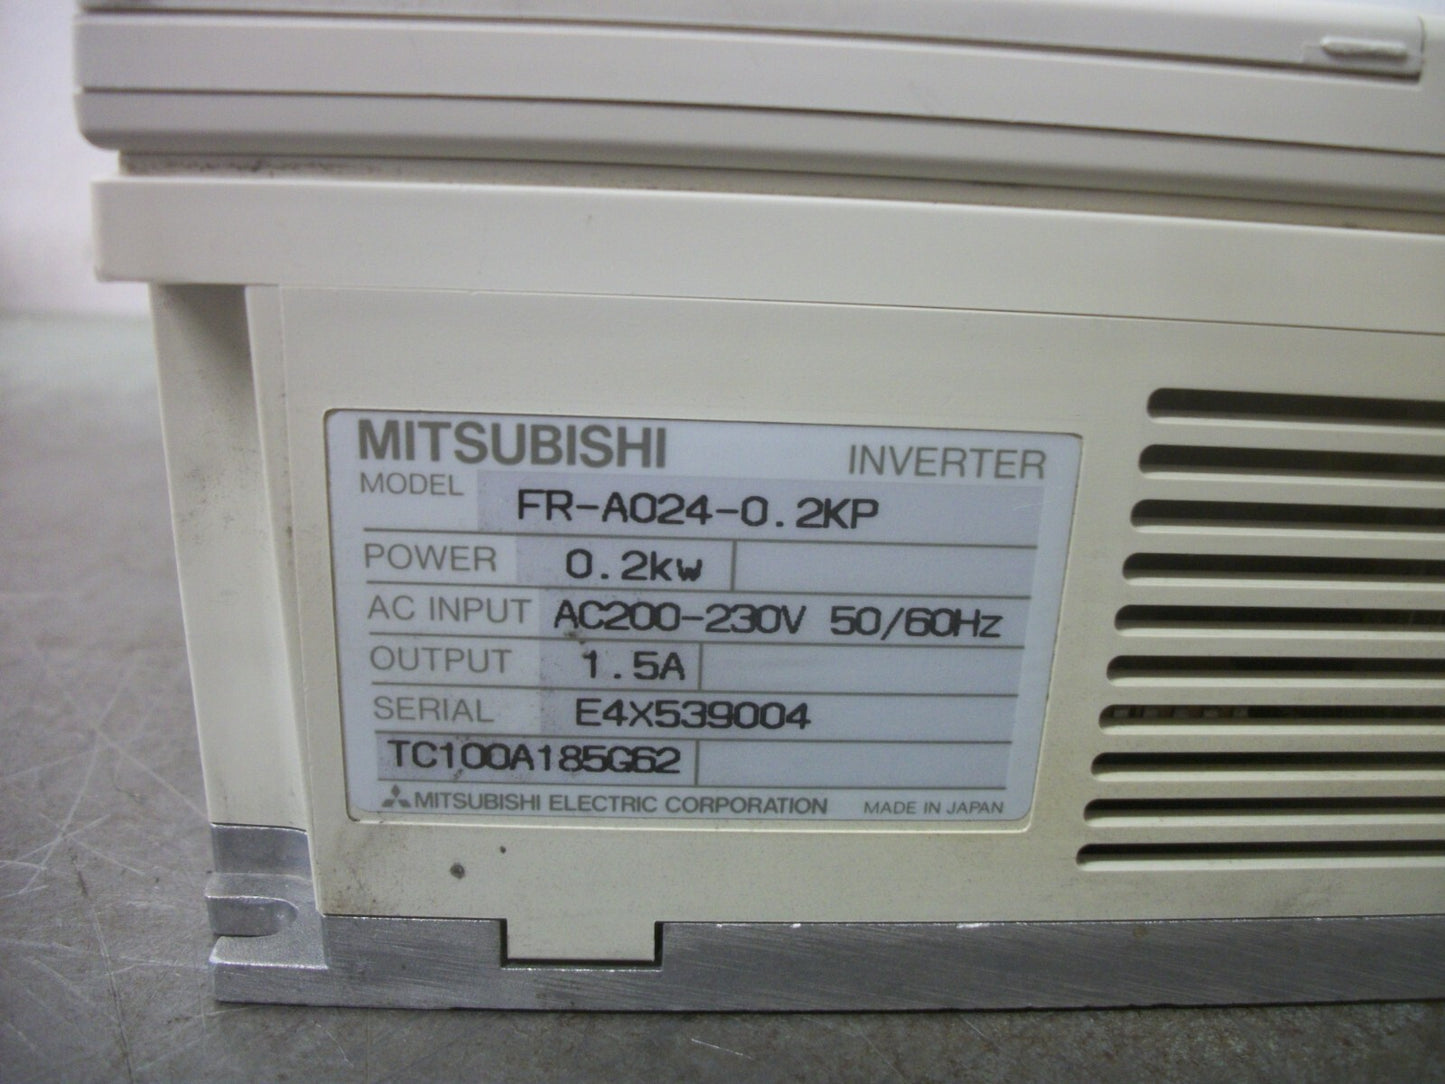 MITSUBISHI INVERTER
MODEL FR-A024-0.2KP
POWER 0.2kw
AC INPUT AC200-230V 50/60Hz
OUTPUT 1.5A
SERIAL E4X539004
TC100A185G62
MITSUBISHI ELECTRIC CORPORATION MADE IN JAPAN